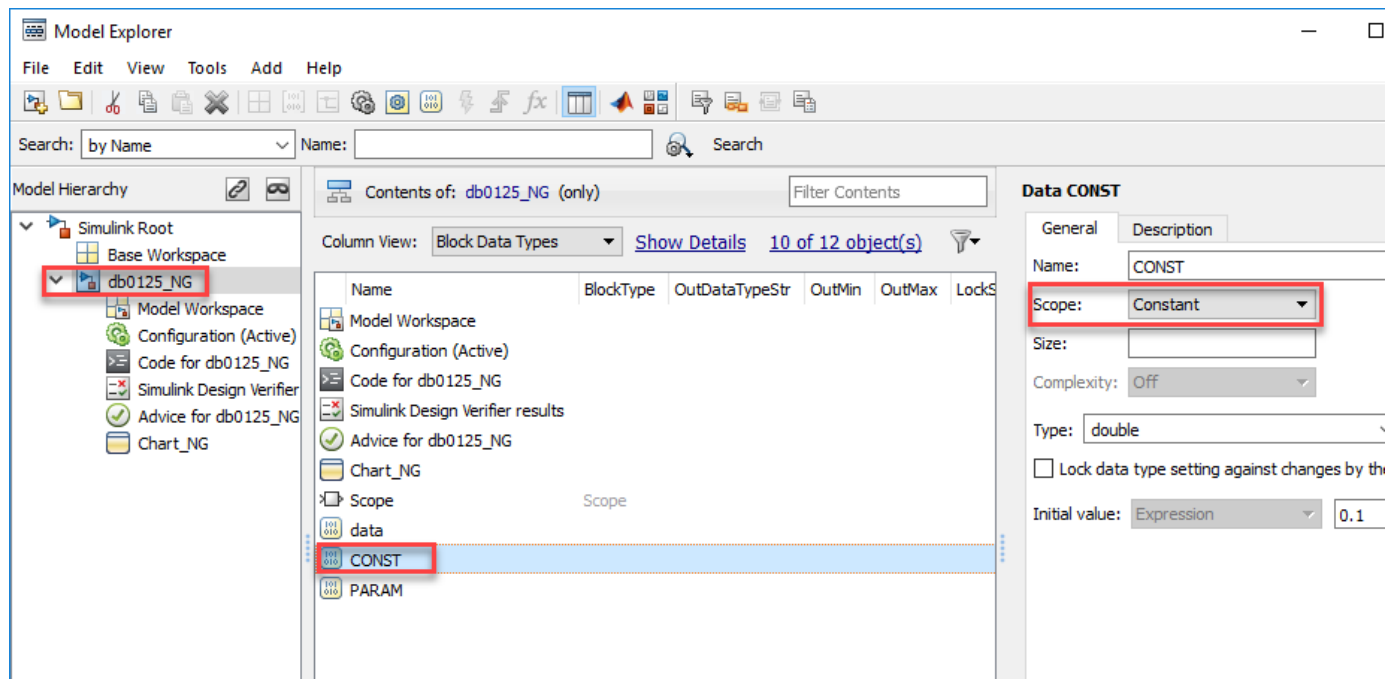 Model Explorer
File Edit View Tools Add Help
Search: by Name Name: Search
Model Hierarchy
Simulink Root
Base Workspace
db0125_NG
Model Workspace
Configuration (Active)
Code for db0125_NG
Simulink Design Verifier
Advice for db0125_NG
Chart_NG
Contents of: db0125_NG (only) Filter Contents
Column View: Block Data Types Show Details 10 of 12 object(s)
Name BlockType OutDataTypeStr OutMin OutMax LockS
Model Workspace
Configuration (Active)
Code for db0125_NG
Simulink Design Verifier results
Advice for db0125_NG
Chart_NG
Scope Scope
data
CONST
PARAM
Data CONST
General Description
Name: CONST
Scope: Constant
Size:
Complexity: Off
Type: double
Lock data type setting against changes by the
Initial value: Expression 0.1